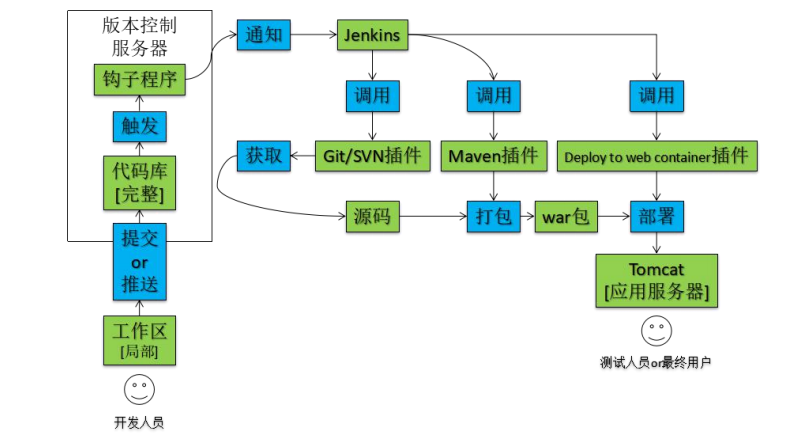 版本控制
服务器
钩子程序
触发
代码库
[完整]
提交
or
推送
工作区
[局部]
开发人员
通知
Jenkins
调用
调用
调用
获取
Git/SVN插件
Maven插件
Deploy to web container插件
源码
打包
war包
部署
Tomcat
[应用服务器]
测试人员or最终用户